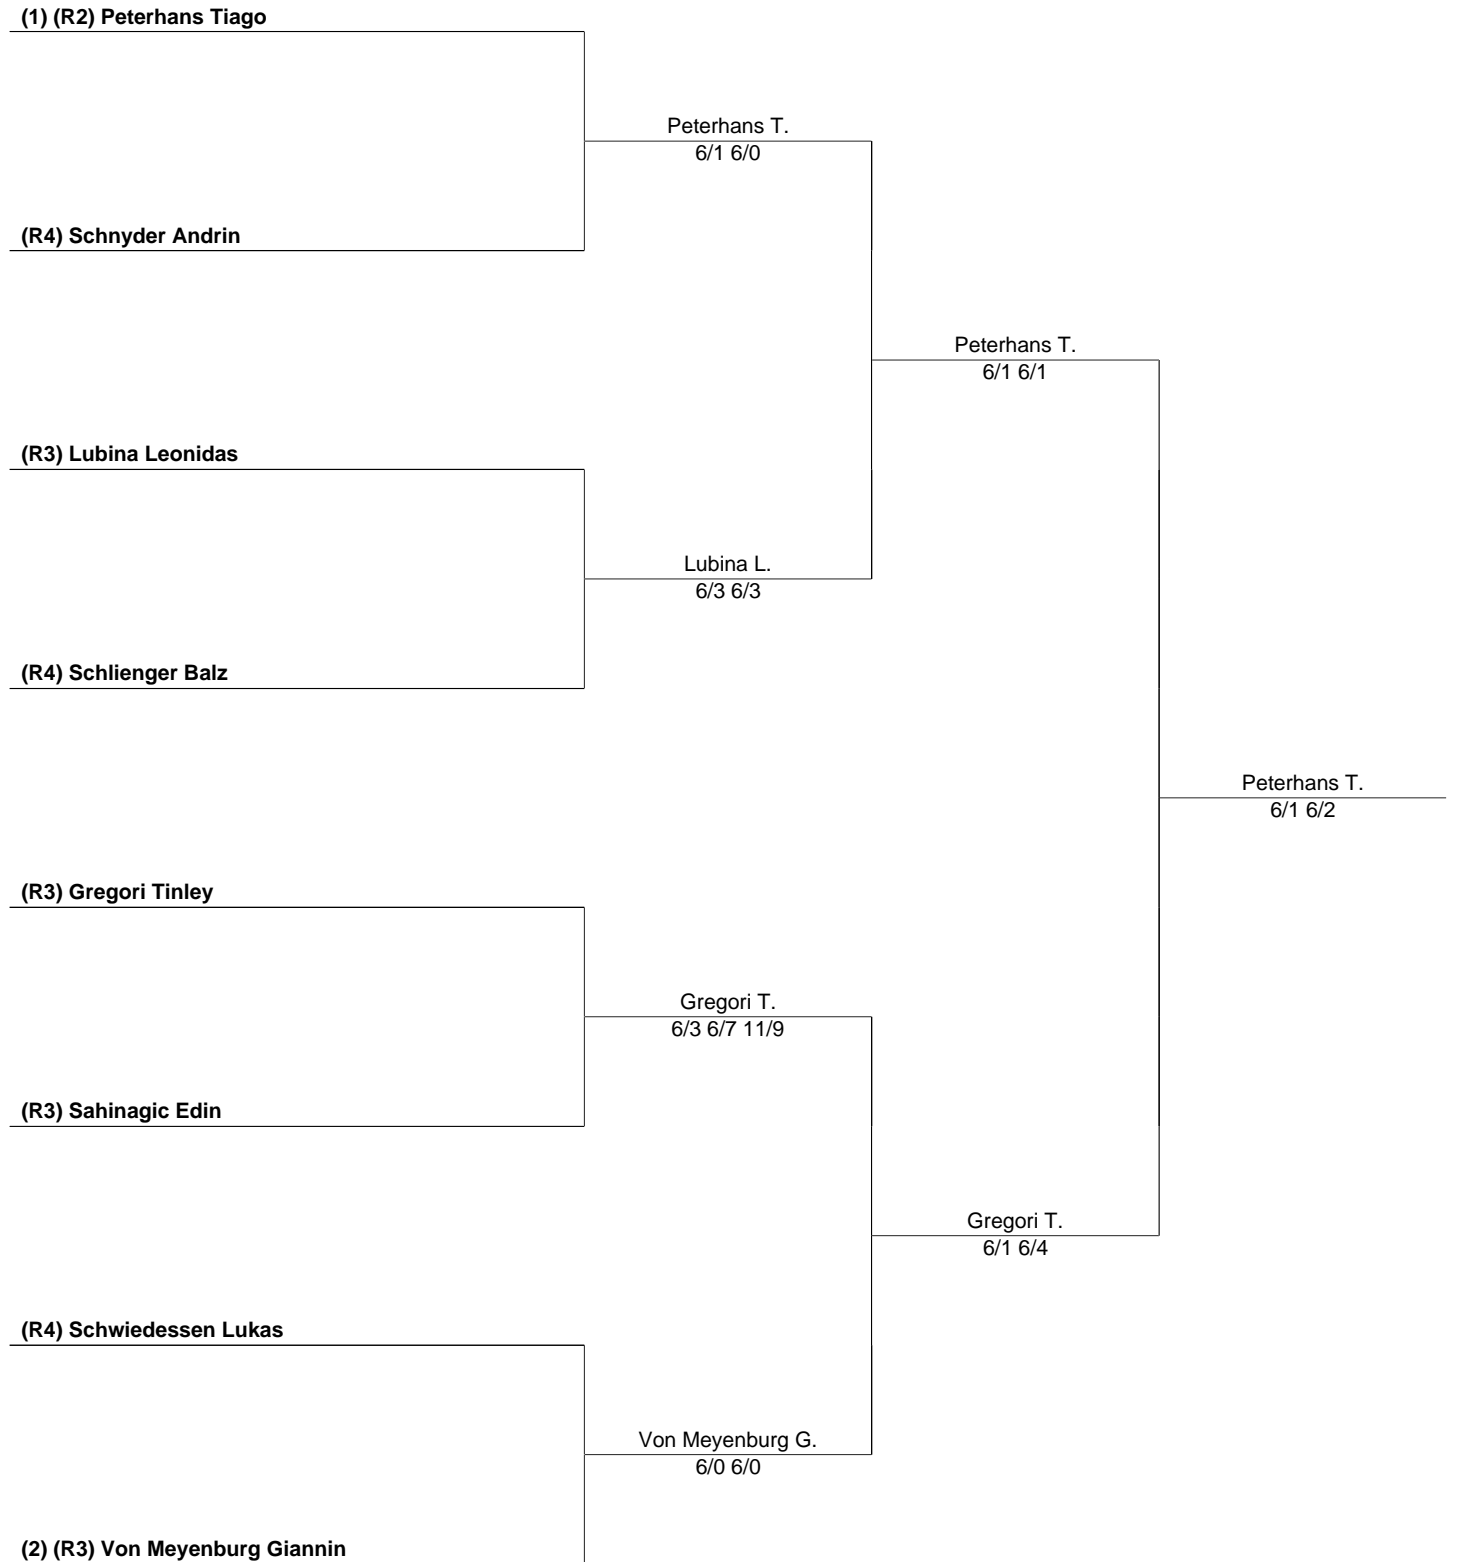 (1) (R2) Peterhans Tiago
Peterhans T.
6/1 6/0
(R4) Schnyder Andrin
Peterhans T.
6/1 6/1
(R3) Lubina Leonidas
Lubina L.
6/3 6/3
(R4) Schlienger Balz
Peterhans T.
6/1 6/2
(R3) Gregori Tinley
Gregori T.
6/3 6/7 11/9
(R3) Sahinagic Edin
Gregori T.
6/1 6/4
(R4) Schwiedessen Lukas
Von Meyenburg G.
6/0 6/0
(2) (R3) Von Meyenburg Giannin